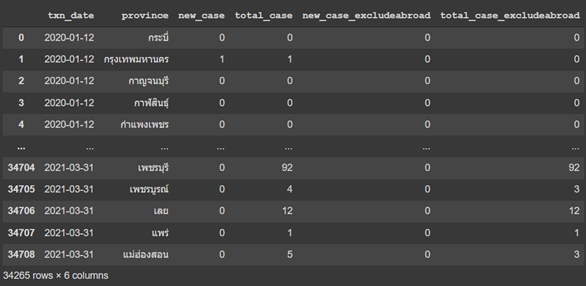 txn_date province new_case total_case new_case_excludeabroad total_case_excludeabroad
0 2020-01-12 กระบี่ 0 0 0 0
1 2020-01-12 กรุงเทพมหานคร 1 1 0 0
2 2020-01-12 กาญจนบุรี 0 0 0 0
3 2020-01-12 กาฬสินธุ์ 0 0 0 0
4 2020-01-12 กำแพงเพชร 0 0 0 0
... ... ... ... ... ... ...
34704 2021-03-31 เพชรบุรี 0 92 0 92
34705 2021-03-31 เพชรบูรณ์ 0 4 0 3
34706 2021-03-31 เลย 0 12 0 12
34707 2021-03-31 แพร่ 0 1 0 1
34708 2021-03-31 แม่ฮ่องสอน 0 5 0 3
34265 rows × 6 columns